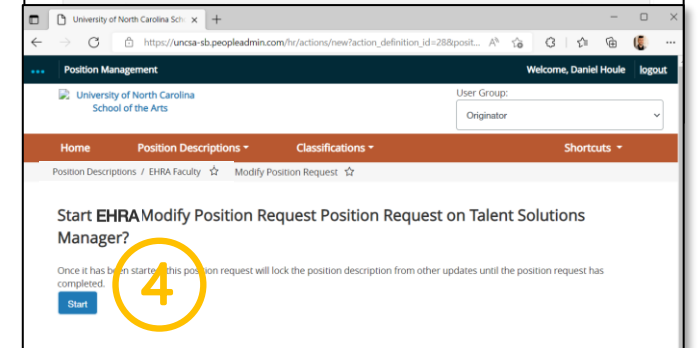 University of North Carolina Sch
https://uncsa-sb.peopleadmin.com/hr/actions/new?action_definition_id=28&posit...
Position Management
Welcome, Daniel Houle logout
University of North Carolina
School of the Arts
User Group:
Originator
Home Position Descriptions Classifications Shortcuts
Position Descriptions / EHRA Faculty Modify Position Request
Start EHRA Modify Position Request Position Request on Talent Solutions
Manager?
Once it has been started, this position request will lock the position description from other updates until the position request has
completed.
Start
4